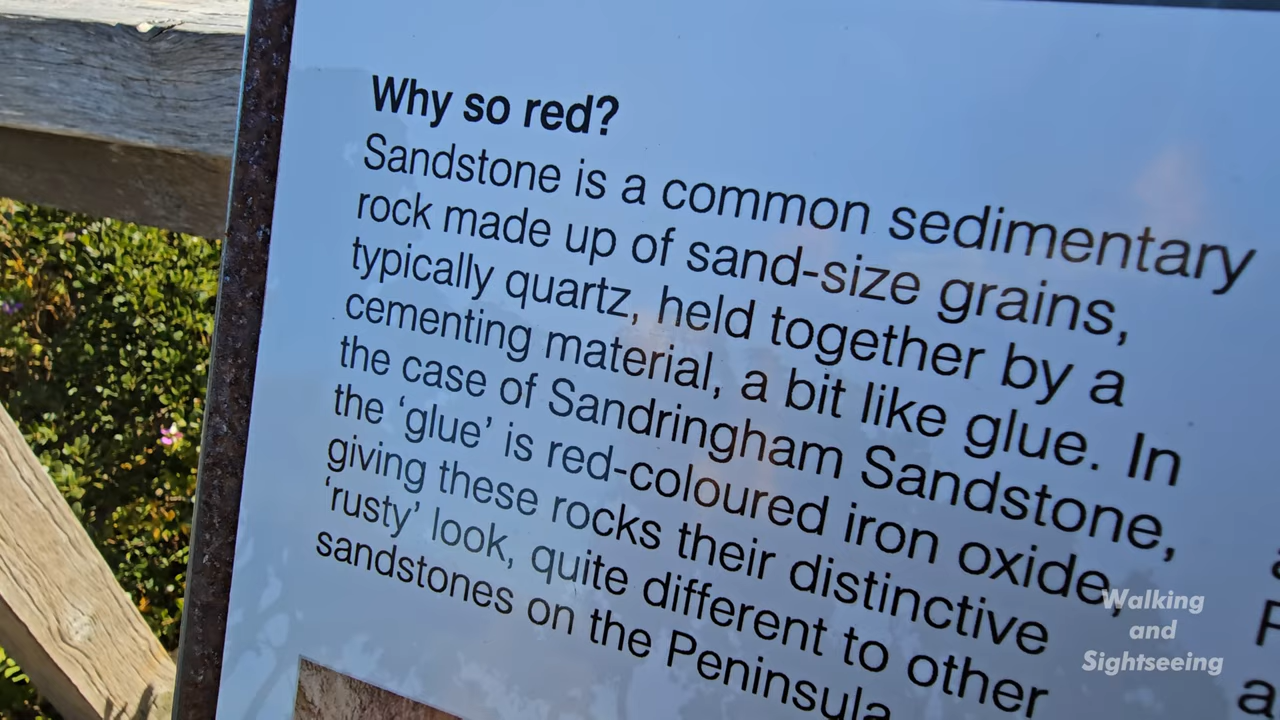 Why so red?
Sandstone is a common sedimentary
rock made up of sand-size grains,
typically quartz, held together by a
cementing material, a bit like glue. In
the case of Sandringham Sandstone,
the ‘glue’ is red-coloured iron oxide,
giving these rocks their distinctive
‘rusty’ look, quite different to other
sandstones on the Peninsula
Walking
and
Sightseeing